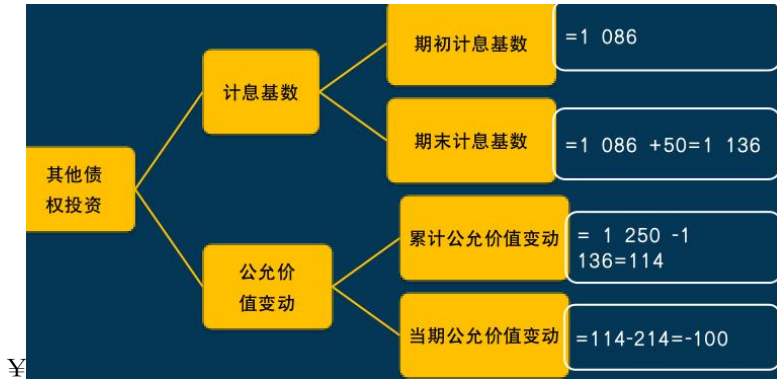 期初计息基数
=1 086
计息基数
期末计息基数
=1 086 +50=1 136
其他债
权投资
累计公允价值变动
= 1 250 -1
136=114
公允价
值变动
当期公允价值变动
=114-214=-100
¥